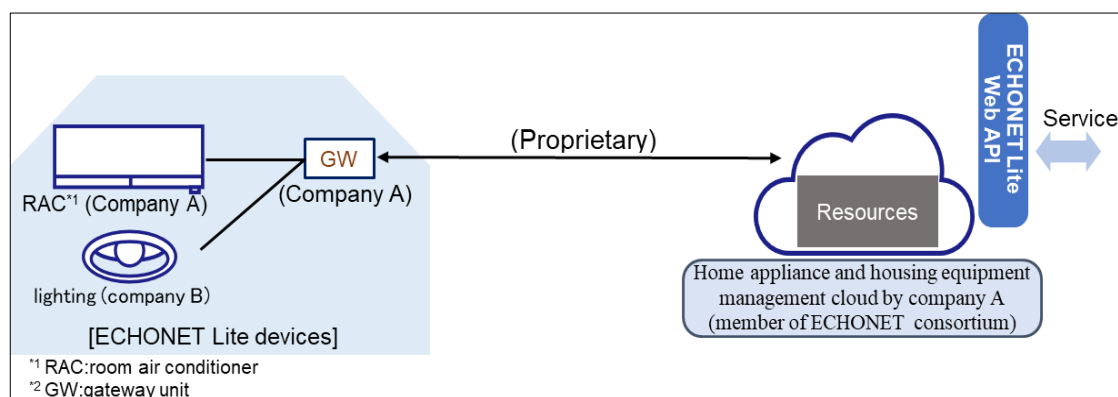 RAC*1 (Company A)
GW
(Company A)
lighting (company B)
[ECHONET Lite devices]
*1 RAC:room air conditioner
*2 GW:gateway unit
(Proprietary)
Resources
Home appliance and housing equipment
management cloud by company A
(member of ECHONET consortium)
ECHONET Lite
Web API
Service